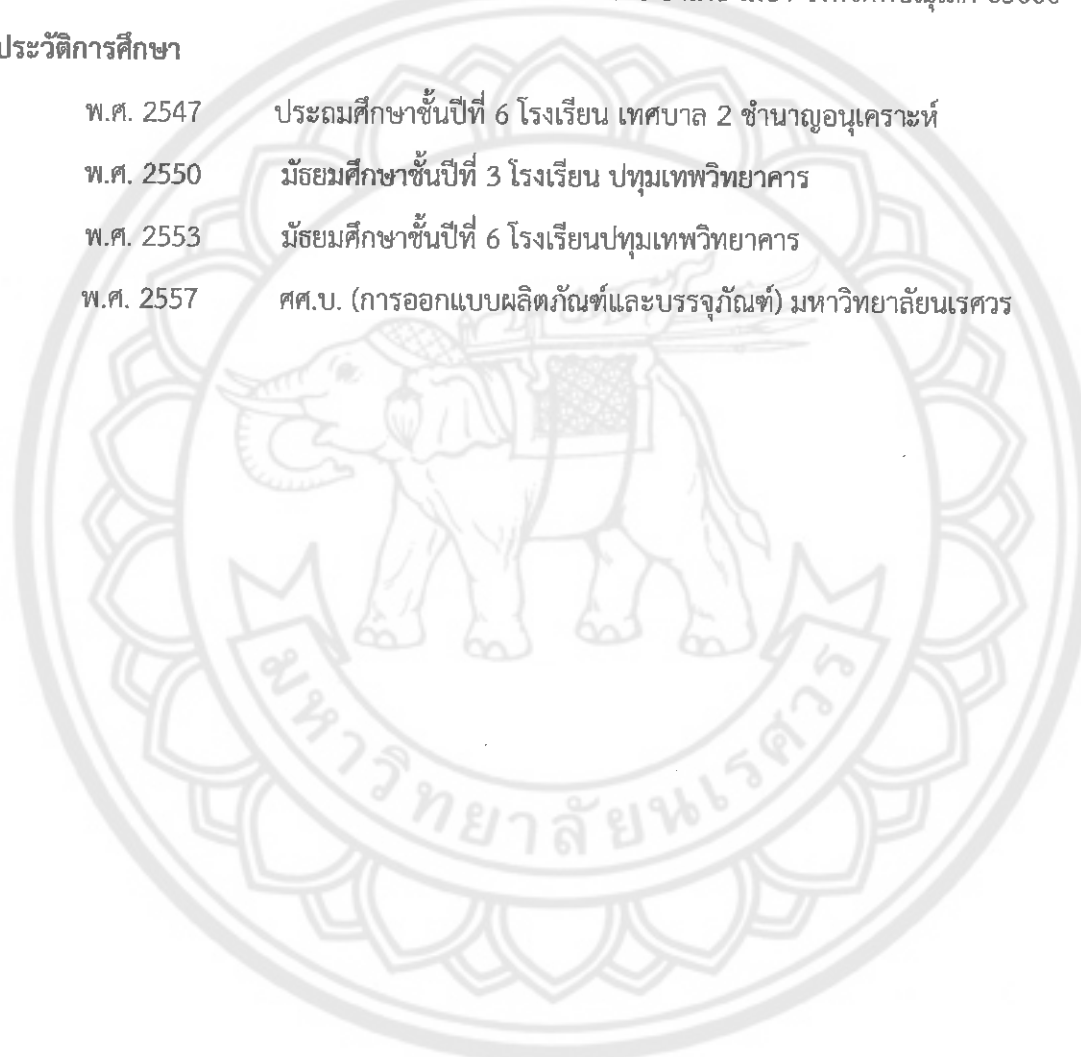 65000
ประวัติการศึกษา
พ.ศ. 2547 ประถมศึกษาชั้นปีที่ 6 โรงเรียน เทศบาล 2 ชำนาญอนุเคราะห์
พ.ศ. 2550 มัธยมศึกษาชั้นปีที่ 3 โรงเรียน ปทุมเทพวิทยาคาร
พ.ศ. 2553 มัธยมศึกษาชั้นปีที่ 6 โรงเรียนปทุมเทพวิทยาคาร
พ.ศ. 2557 ศศ.บ. (การออกแบบผลิตภัณฑ์และบรรจุภัณฑ์) มหาวิทยาลัยนเรศวร
มหาวิทยาลัยนเรศวร